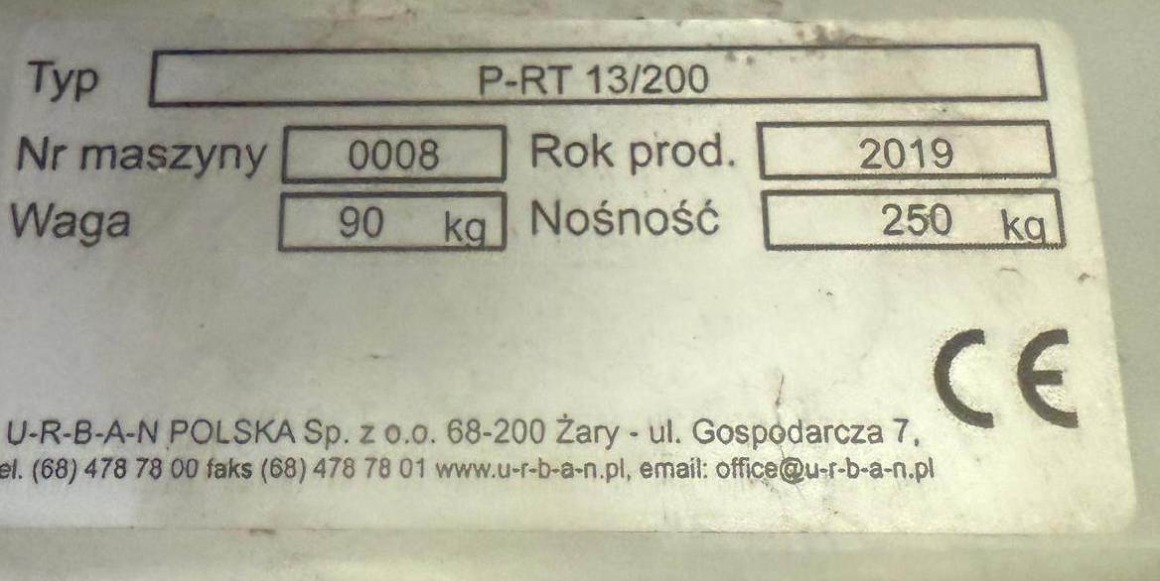 Typ P-RT 13/200
Nr maszyny 0008 Rok prod. 2019
Waga 90 kg Nośność 250 kg
CE
U-R-B-A-N POLSKA Sp. z o.o. 68-200 Żary - ul. Gospodarcza 7,
el. (68) 478 78 00 faks (68) 478 78 01 www.u-r-b-a-n.pl, email: office@u-r-b-a-n.pl